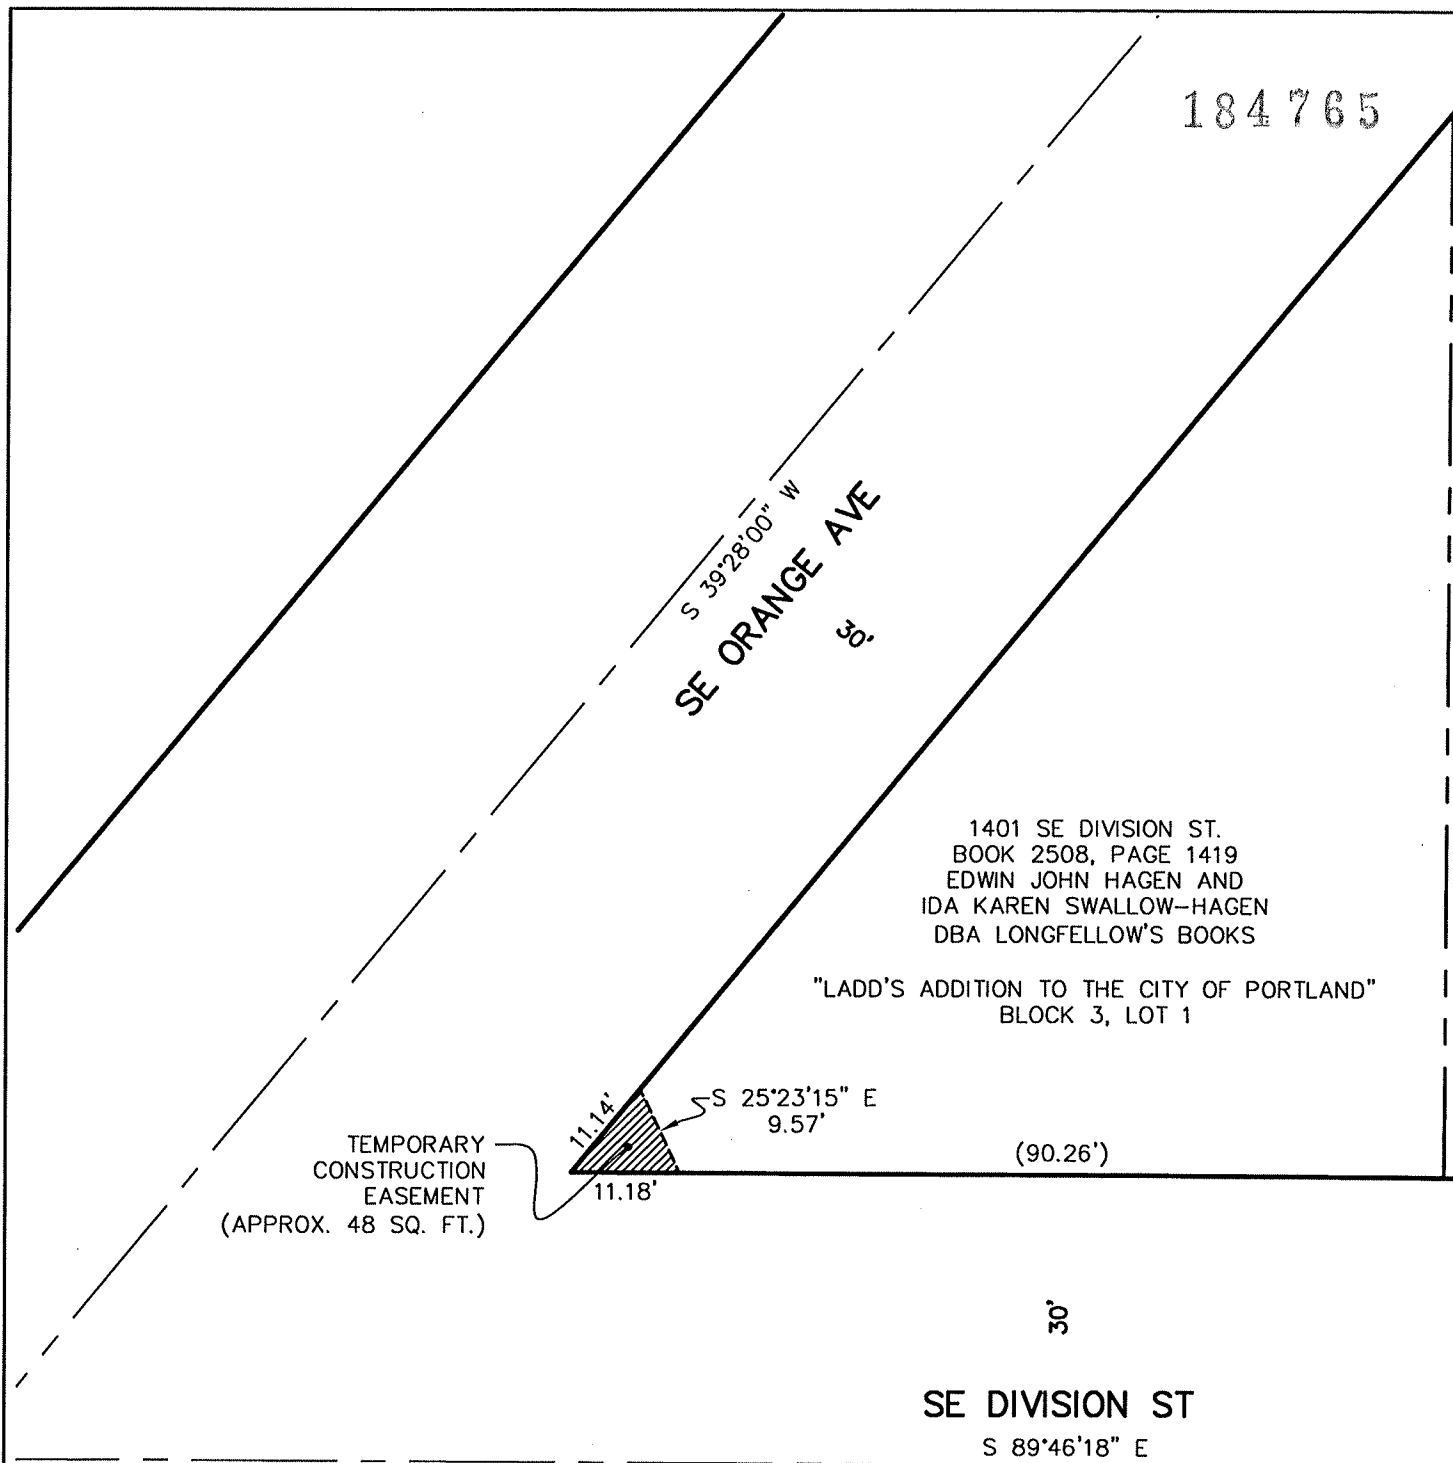 184765
S 39°28'00" W
SE ORANGE AVE
30'
1401 SE DIVISION ST.
BOOK 2508, PAGE 1419
EDWIN JOHN HAGEN AND
IDA KAREN SWALLOW-HAGEN
DBA LONGFELLOW'S BOOKS
"LADD'S ADDITION TO THE CITY OF PORTLAND"
BLOCK 3, LOT 1
11.14'
S 25°23'15" E
9.57'
TEMPORARY
CONSTRUCTION
EASEMENT
(APPROX. 48 SQ. FT.)
11.18'
(90.26')
30'
SE DIVISION ST
S 89°46'18" E